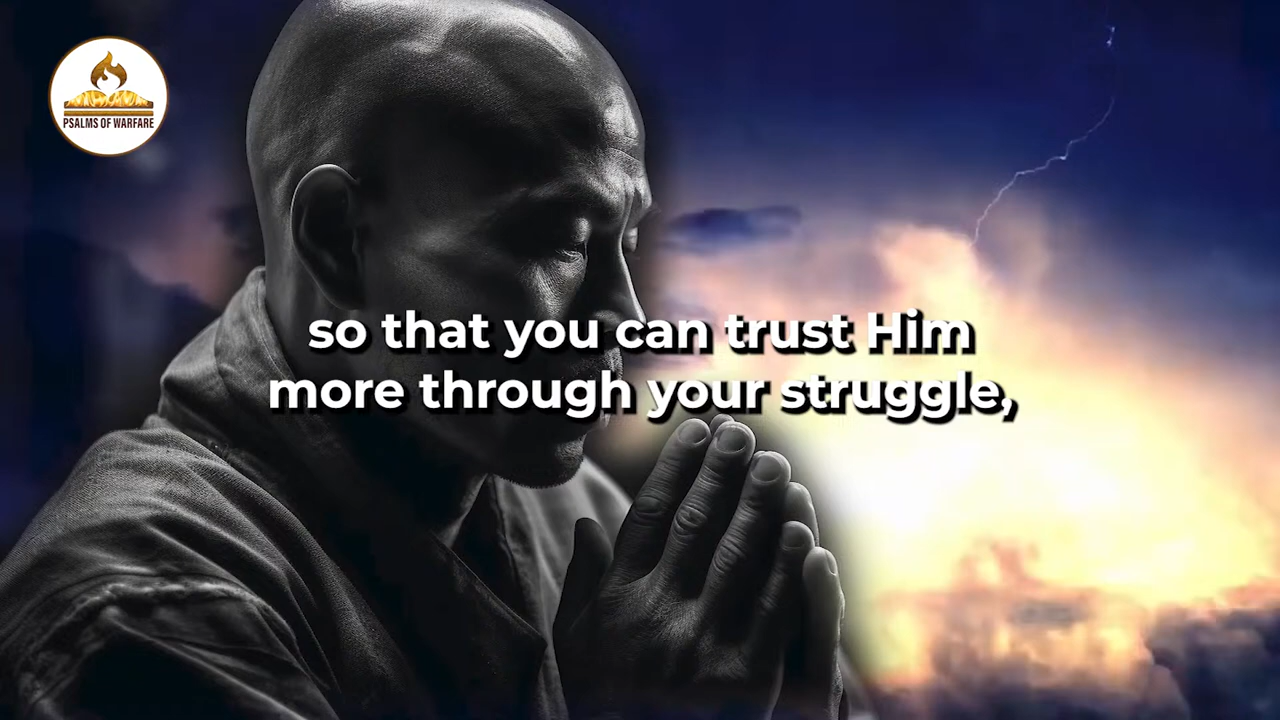 PSALMS OF WARFARE
so that you can trust Him
more through your struggle,